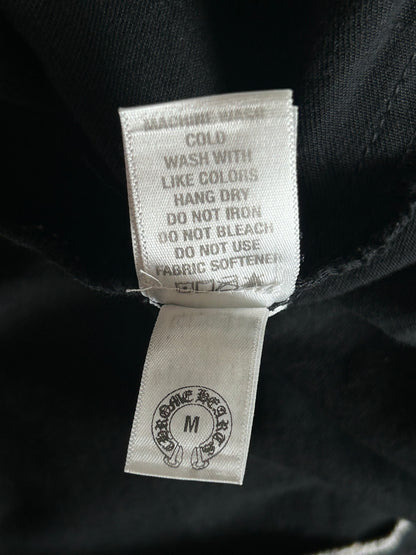 MACHINE WASH
COLD
WASH WITH
LIKE COLORS
HANG DRY
DO NOT IRON
DO NOT BLEACH
DO NOT USE
FABRIC SOFTENER
CHROME HEARTS
M